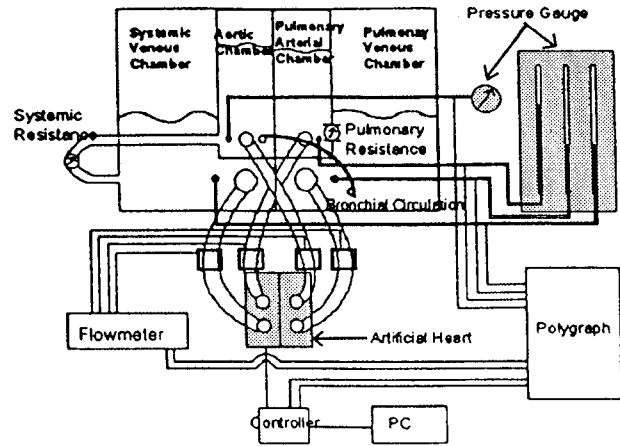 Pressure Gauge
Systemic
Venous
Chamber
Aortic
Chamber
Pulmonary
Arterial
Chamber
Pulmonary
Venous
Chamber
Systemic
Resistance
Pulmonary
Resistance
Bronchial Circulation
Flowmeter
Artificial Heart
Polygraph
Controller
PC